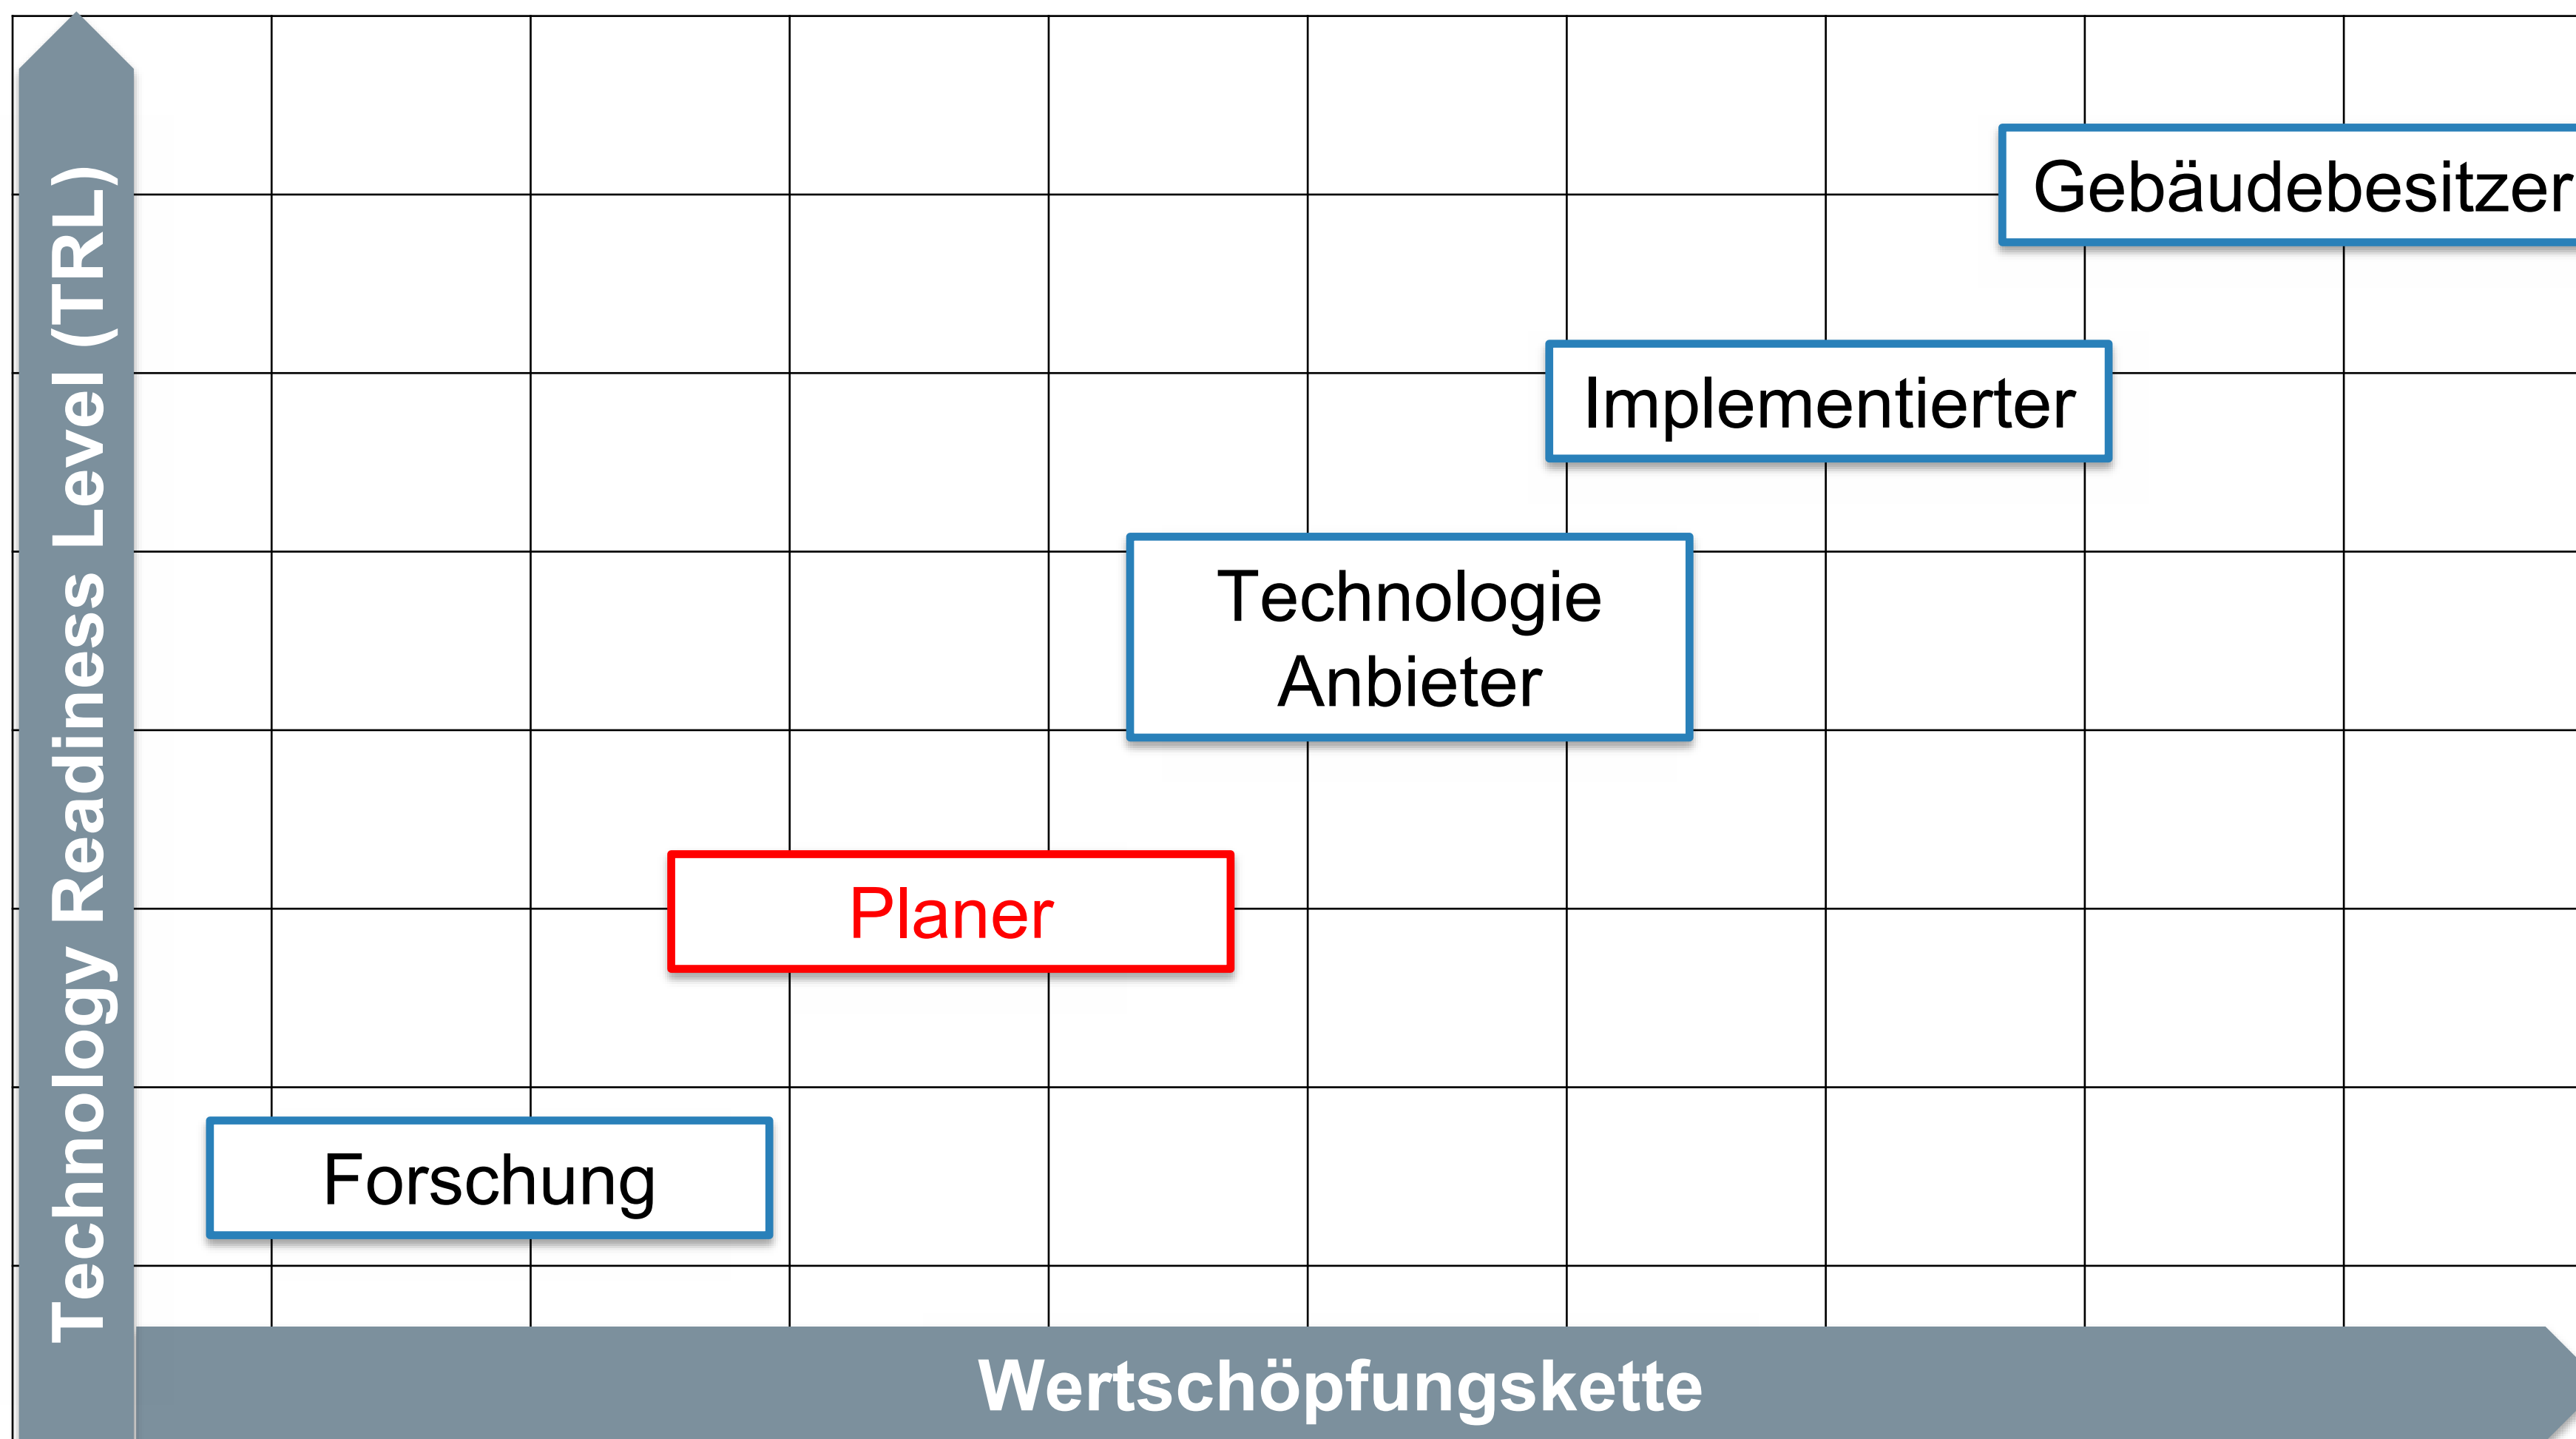 Technology Readiness Level (TRL)
Gebäudebesitzer
Implementierter
Technologie
Anbieter
Planer
Forschung
Wertschöpfungskette